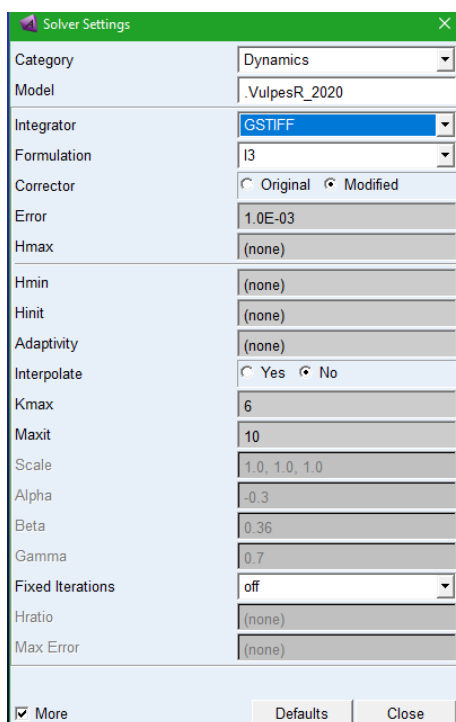 Solver Settings
Category Dynamics
Model .VulpesR_2020
Integrator GSTIFF
Formulation I3
Corrector Original Modified
Error 1.0E-03
Hmax (none)
Hmin (none)
Hinit (none)
Adaptivity (none)
Interpolate Yes No
Kmax 6
Maxit 10
Scale 1.0, 1.0, 1.0
Alpha -0.3
Beta 0.36
Gamma 0.7
Fixed Iterations off
Hratio (none)
Max Error (none)
More Defaults Close